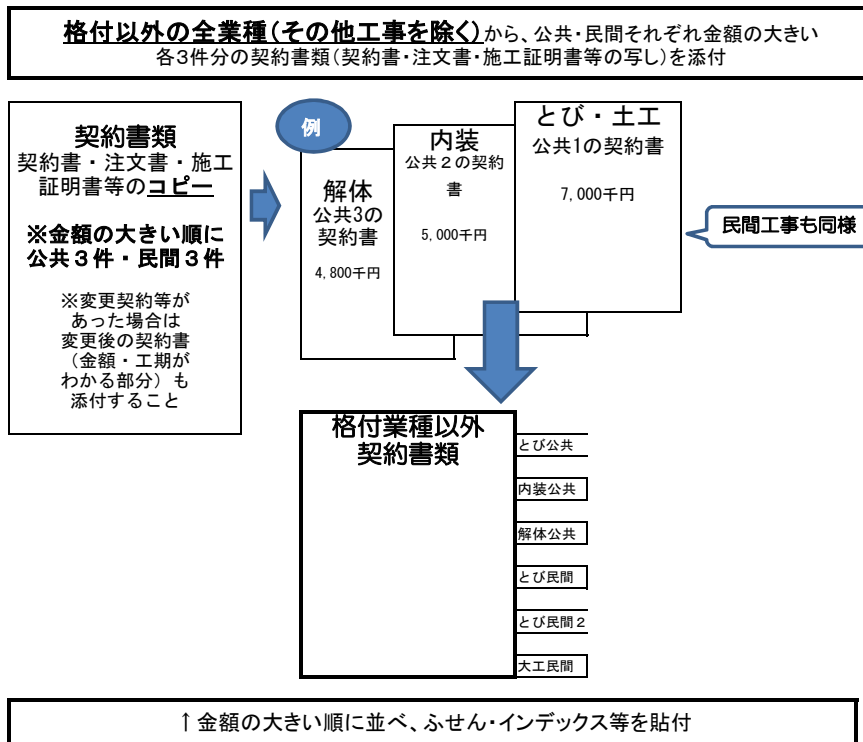 格付以外の全業種(その他工事を除く)から、公共・民間それぞれ金額の大きい
各3件分の契約書類(契約書・注文書・施工証明書等の写し)を添付
契約書類
契約書・注文書・施工
証明書等のコピー
※金額の大きい順に
公共3件・民間3件
※変更契約等が
あった場合は
変更後の契約書
(金額・工期が
わかる部分)も
添付すること
例
解体
公共3の
契約書
4,800千円
内装
公共2の契約
書
5,000千円
とび・土工
公共1の契約書
7,000千円
民間工事も同様
格付業種以外
契約書類
とび公共
内装公共
解体公共
とび民間
とび民間2
大工民間
↑金額の大きい順に並べ、ふせん・インデックス等を貼付